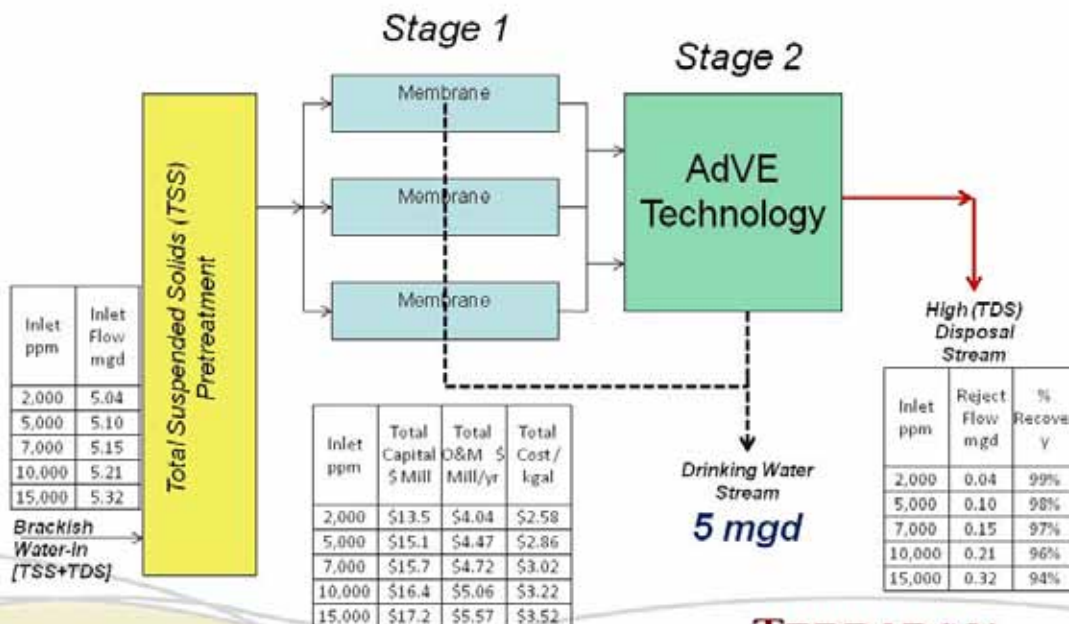 Stage 1
Stage 2
Total Suspended Solids (TSS)
Pretreatment
Membrane
Membrane
Membrane
AdVE
Technology
Inlet ppm | Inlet Flow mgd
2,000 | 5.04
5,000 | 5.10
7,000 | 5.15
10,000 | 5.21
15,000 | 5.32
Brackish
Water-in
[TSS+TDS]
Inlet ppm | Total Capital $ Mill | Total O&M $ Mill/yr | Total Cost / kgal
2,000 | $13.5 | $4.04 | $2.58
5,000 | $15.1 | $4.47 | $2.86
7,000 | $15.7 | $4.72 | $3.02
10,000 | $16.4 | $5.06 | $3.22
15,000 | $17.2 | $5.57 | $3.52
Drinking Water
Stream
5 mgd
High (TDS)
Disposal
Stream
Inlet ppm | Reject Flow mgd | % Recovery
2,000 | 0.04 | 99%
5,000 | 0.10 | 98%
7,000 | 0.15 | 97%
10,000 | 0.21 | 96%
15,000 | 0.32 | 94%